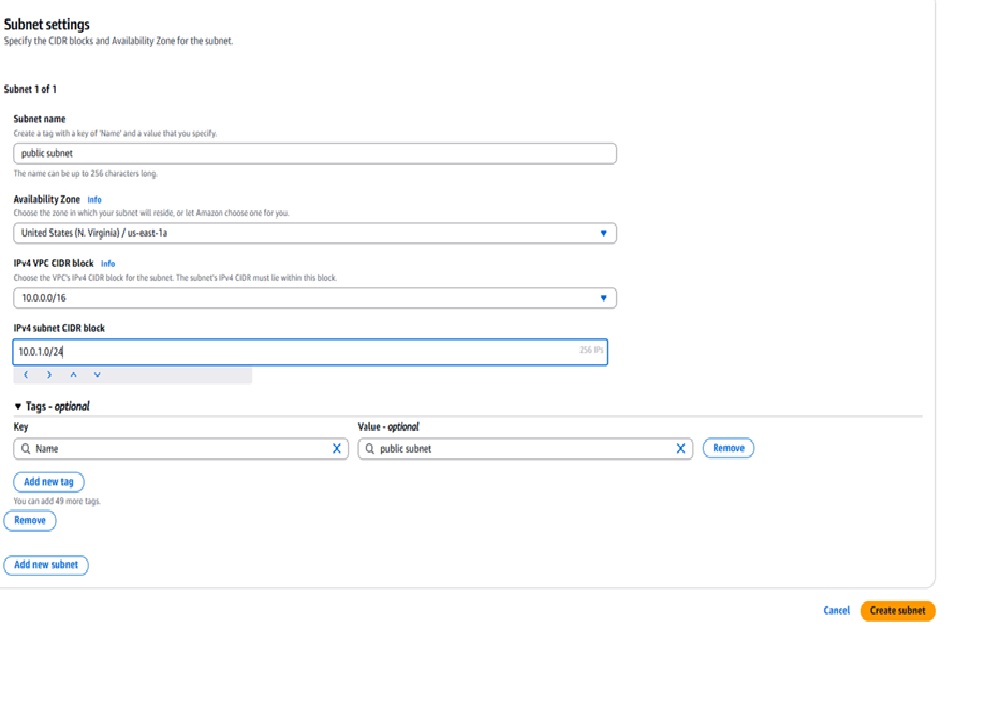 Subnet settings
Specify the CIDR blocks and Availability Zone for the subnet.
Subnet 1 of 1
Subnet name
Create a tag with a key of 'Name' and a value that you specify.
public subnet
The name can be up to 256 characters long.
Availability Zone Info
Choose the zone in which your subnet will reside, or let Amazon choose one for you.
United States (N. Virginia) / us-east-1a
IPv4 VPC CIDR block Info
Choose the VPC's IPv4 CIDR block for the subnet. The subnet's IPv4 CIDR must lie within this block.
10.0.0.0/16
IPv4 subnet CIDR block
10.0.1.0/24 256 IPs
Tags - optional
Key Value - optional
Name public subnet Remove
Add new tag
You can add 49 more tags.
Remove
Add new subnet
Cancel Create subnet